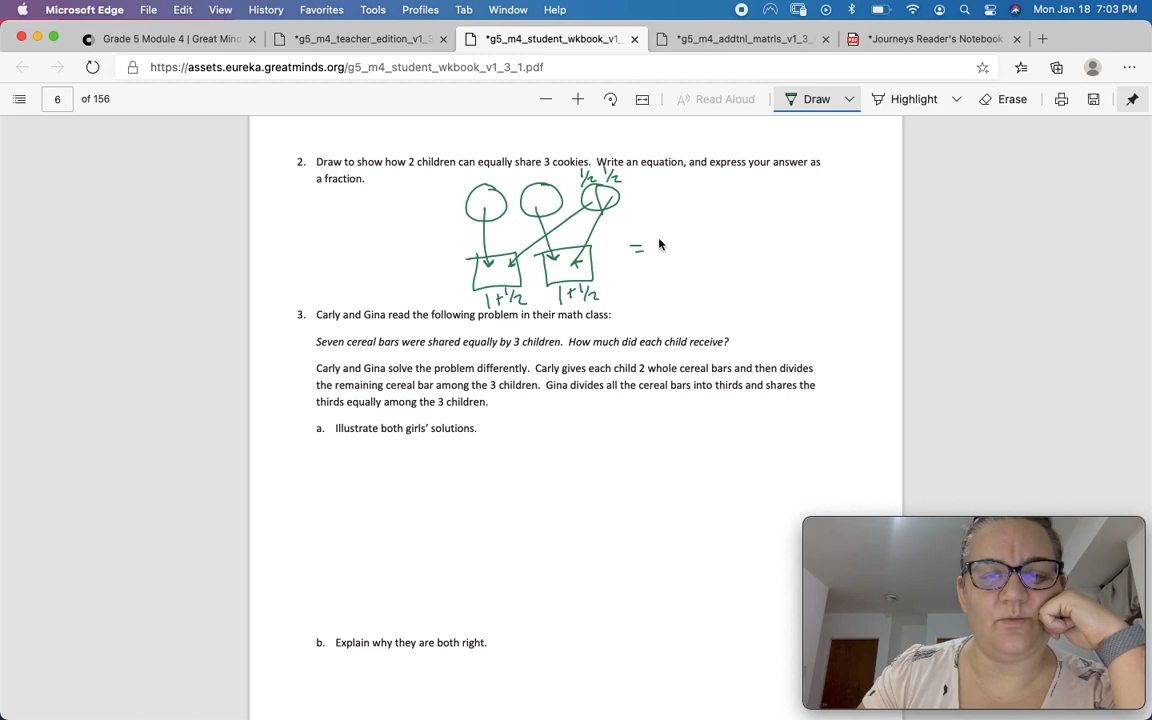 Microsoft Edge File Edit View History Favorites Tools Profiles Tab Window Help Mon Jan 18 7:03 PM
Grade 5 Module 4 | Great Mind *g5_m4_teacher_edition_v1_ *g5_m4_student_wkbook_v1_ *g5_m4_addtnl_matrls_v1_3_ *Journeys Reader's Notebook
https://assets.eureka.greatminds.org/g5_m4_student_wkbook_v1_3_1.pdf
6 of 156 Read Aloud Draw Highlight Erase
2. Draw to show how 2 children can equally share 3 cookies. Write an equation, and express your answer as
a fraction.
1/2 1/2
=
1+1/2 1+1/2
3. Carly and Gina read the following problem in their math class:
Seven cereal bars were shared equally by 3 children. How much did each child receive?
Carly and Gina solve the problem differently. Carly gives each child 2 whole cereal bars and then divides
the remaining cereal bar among the 3 children. Gina divides all the cereal bars into thirds and shares the
thirds equally among the 3 children.
a. Illustrate both girls' solutions.
b. Explain why they are both right.